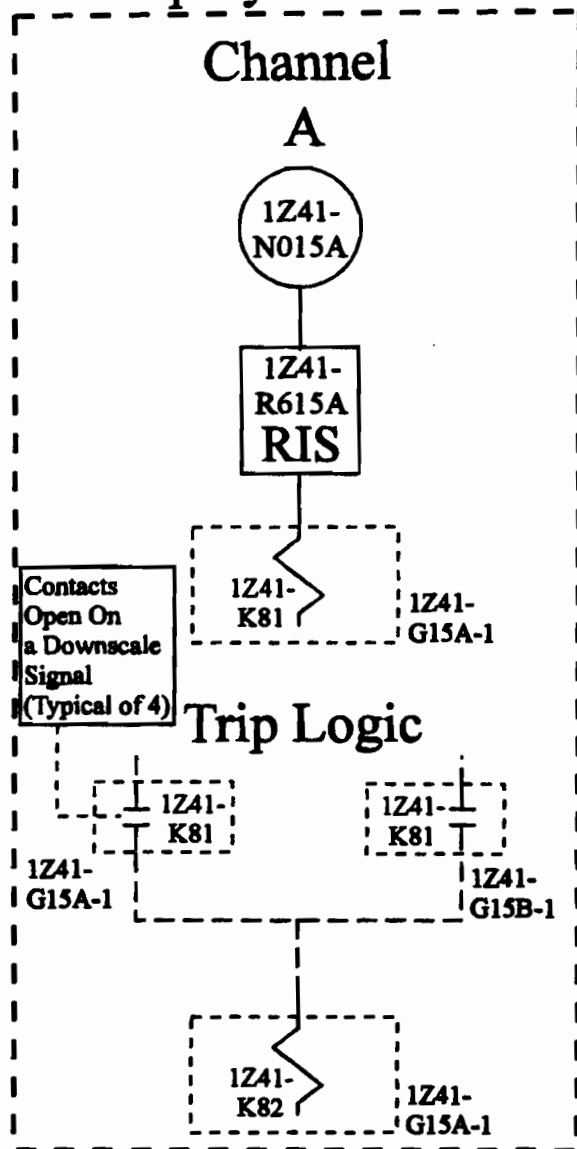 Channel
A
1Z41-
N015A
1Z41-
R615A
RIS
1Z41-
K81
1Z41-
G15A-1
Contacts
Open On
a Downscale
Signal
(Typical of 4)
Trip Logic
1Z41-
K81
1Z41-
K81
1Z41-
G15A-1
1Z41-
G15B-1
1Z41-
K82
1Z41-
G15A-1